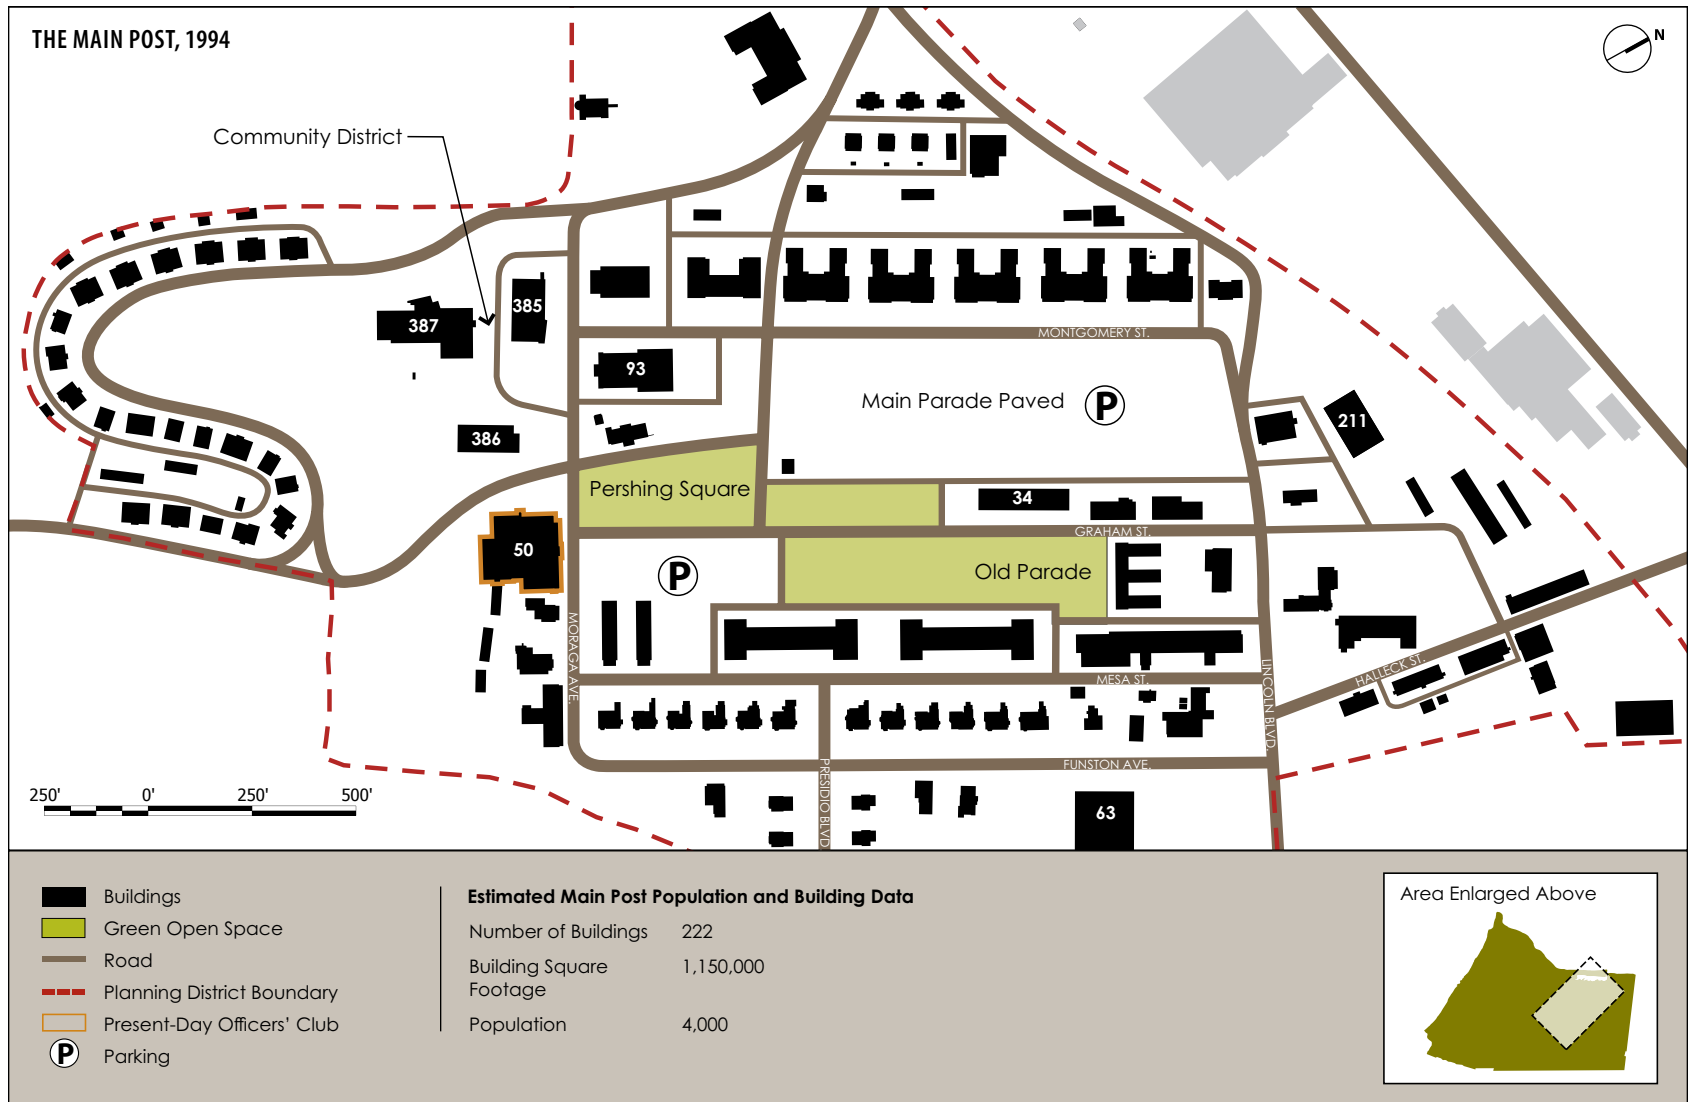 THE MAIN POST, 1994
N
Community District
385
387
MONTGOMERY ST.
93
Main Parade Paved
P
211
386
Pershing Square
34
GRAHAM ST.
50
P
Old Parade
MORAGA AVE.
MESA ST.
LINCOLN BLVD.
HALLECK ST.
PRESIDIO BLVD.
FUNSTON AVE.
63
250' 0' 250' 500'
Buildings
Green Open Space
Road
Planning District Boundary
Present-Day Officers' Club
P Parking
Estimated Main Post Population and Building Data
Number of Buildings 222
Building Square 1,150,000
Footage
Population 4,000
Area Enlarged Above